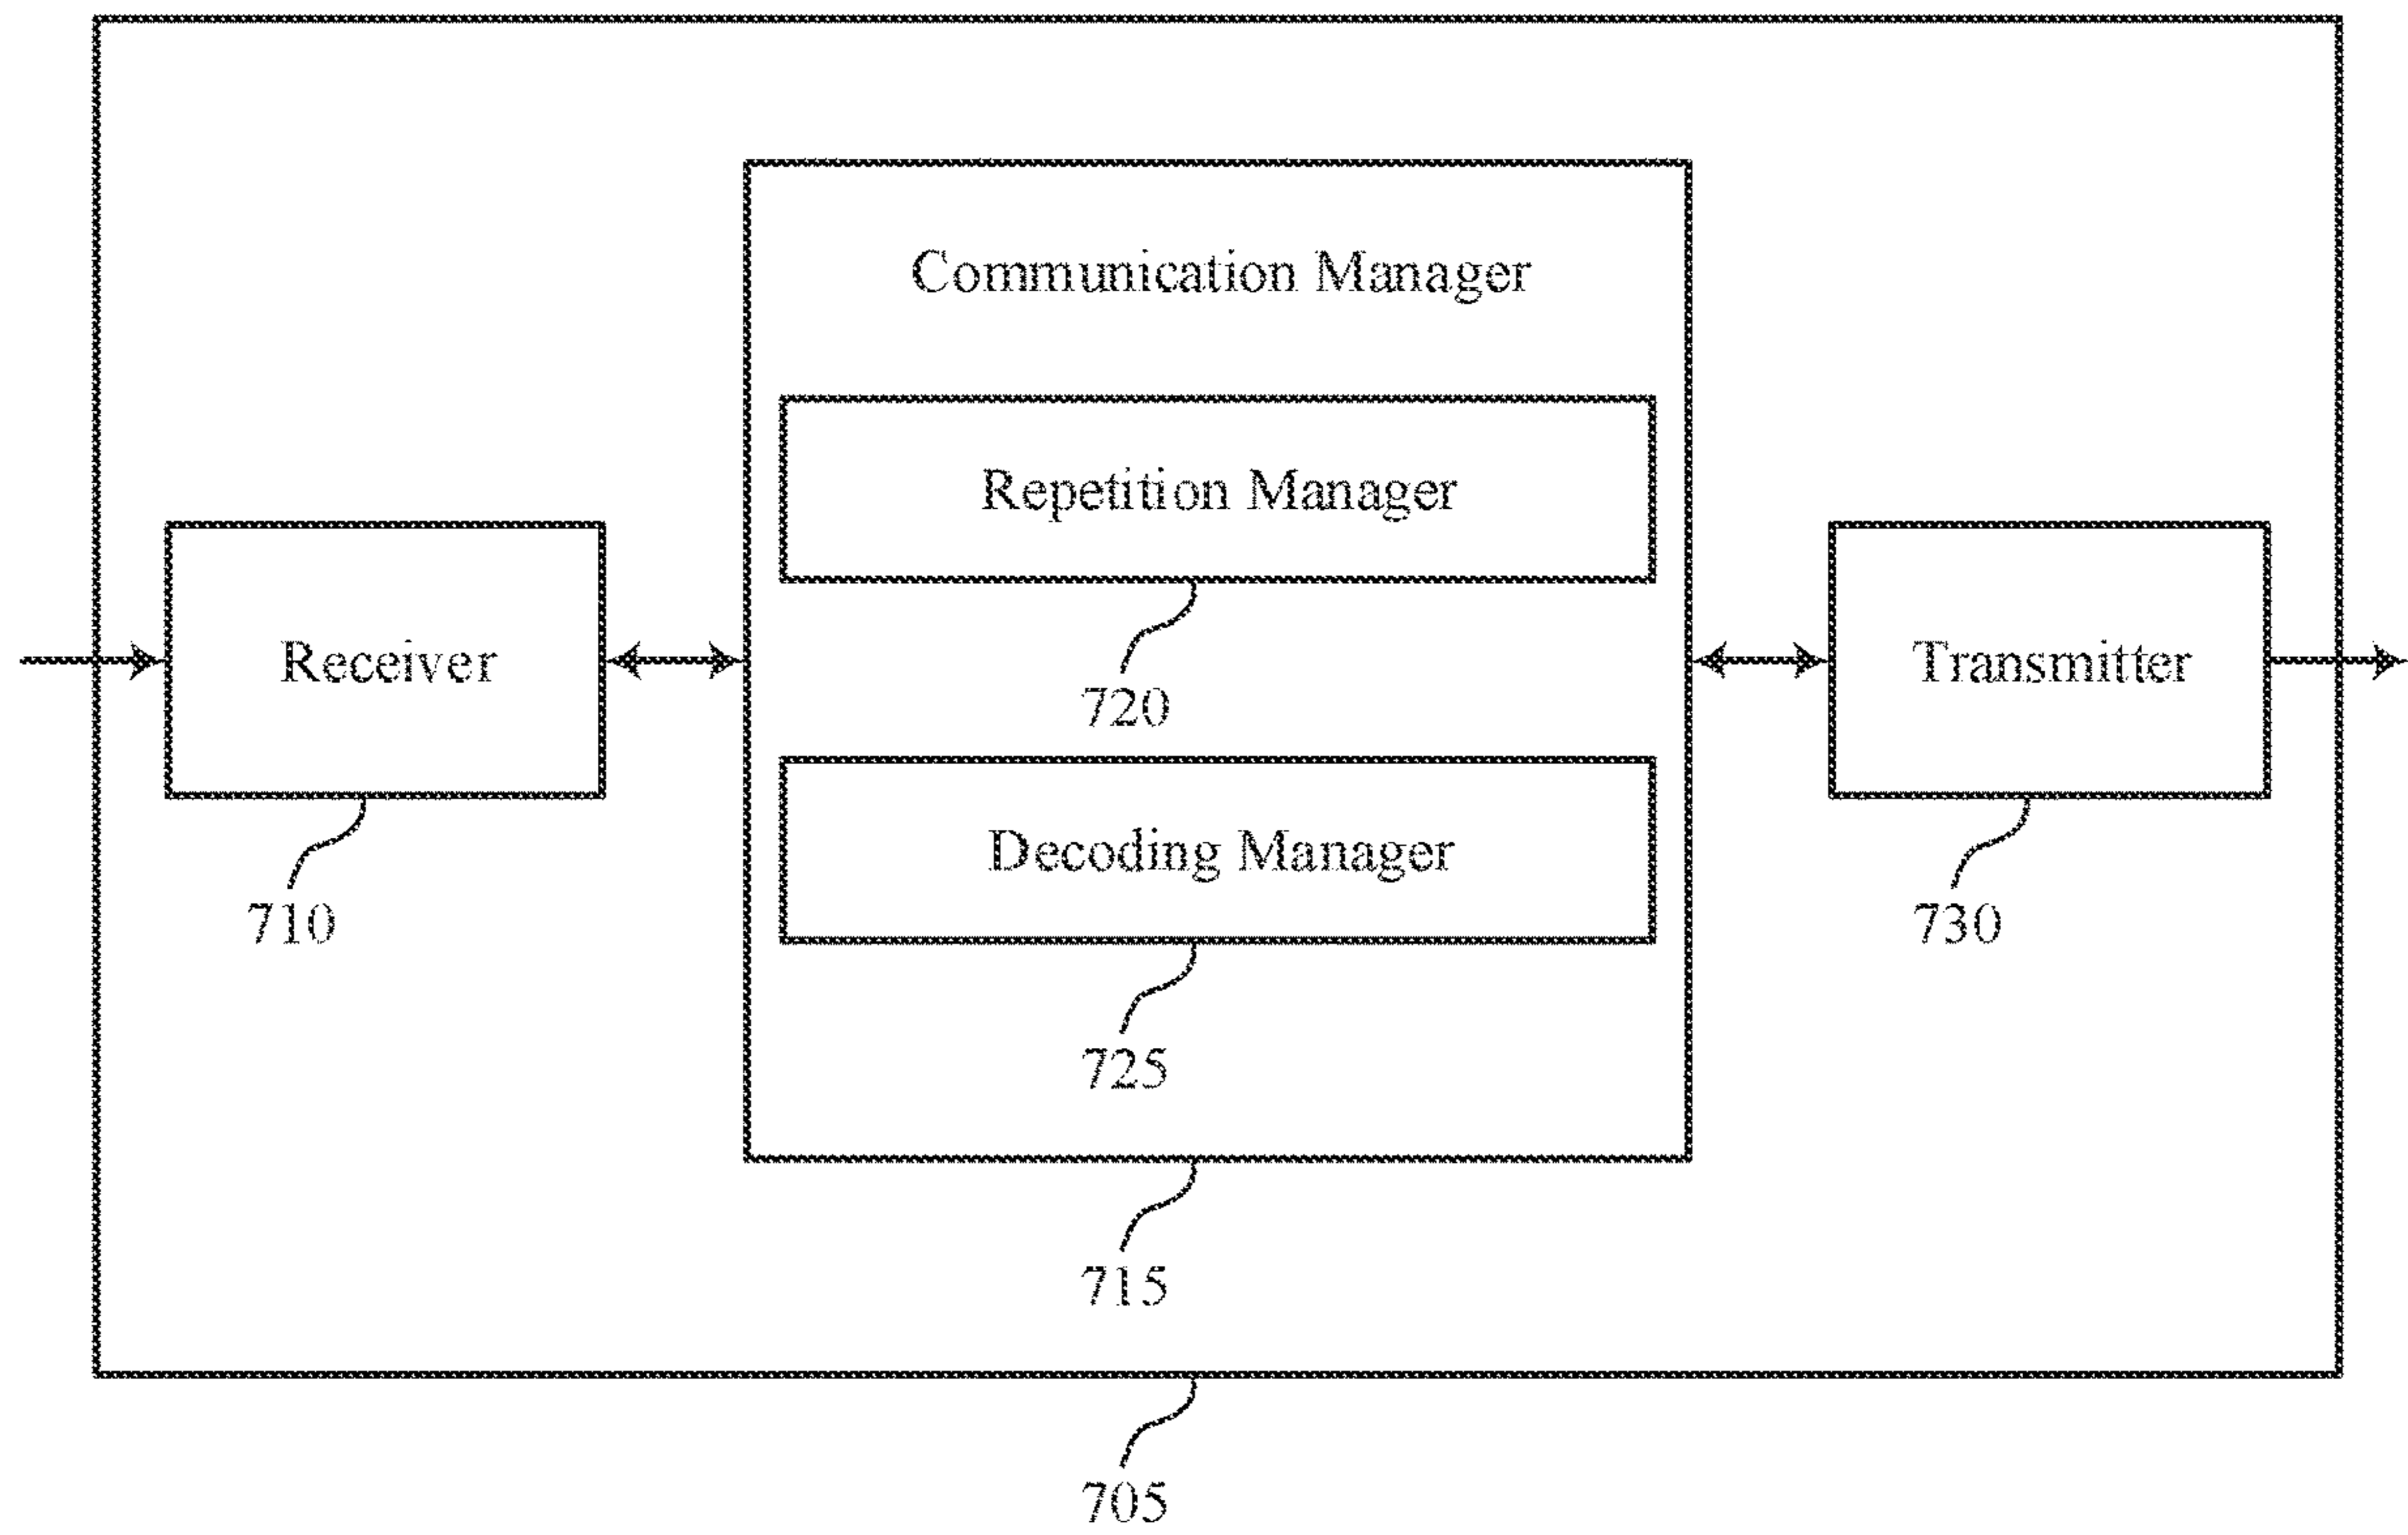 Communication Manager
Repetition Manager
720
Receiver
710
Decoding Manager
725
Transmitter
730
715
705